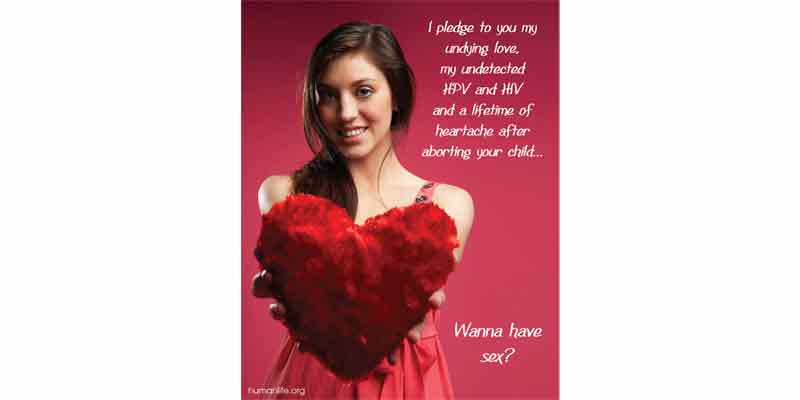 I pledge to you my
undying love,
my undetected
HPV and HIV
and a lifetime of
heartache after
aborting your child...
Wanna have
sex?
humanlife.org